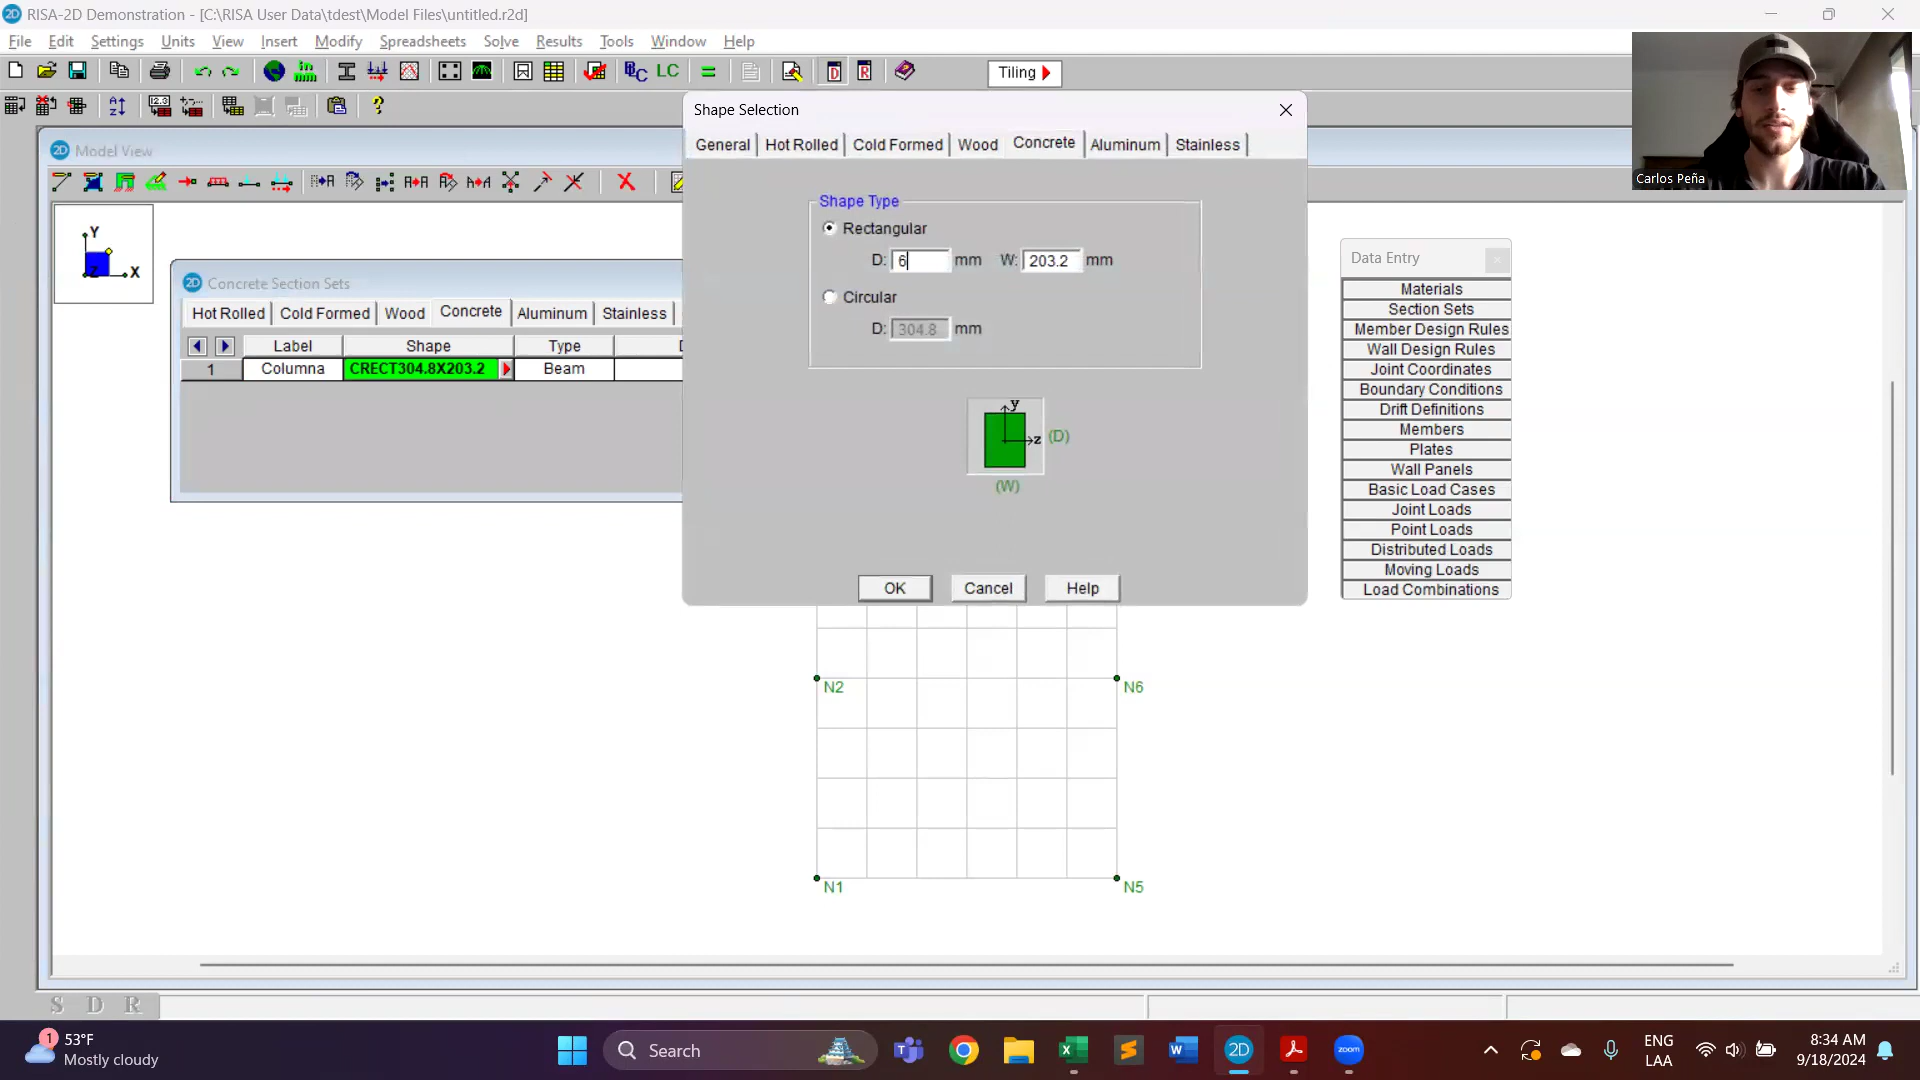 RISA-2D Demonstration - [C:\RISA User Data\tdest\Model Files\untitled.r2d]
File Edit Settings Units View Insert Modify Spreadsheets Solve Results Tools Window Help
Tiling
Carlos Peña
Model View
Y
X
Z
Concrete Section Sets
Hot Rolled Cold Formed Wood Concrete Aluminum Stainless
Label Shape Type
1 Columna CRECT304.8X203.2 Beam
Shape Selection
General Hot Rolled Cold Formed Wood Concrete Aluminum Stainless
Shape Type
Rectangular
D: 6 mm W: 203.2 mm
Circular
D: 304.8 mm
y
z (D)
(W)
OK Cancel Help
Data Entry
Materials
Section Sets
Member Design Rules
Wall Design Rules
Joint Coordinates
Boundary Conditions
Drift Definitions
Members
Plates
Wall Panels
Basic Load Cases
Joint Loads
Point Loads
Distributed Loads
Moving Loads
Load Combinations
N2 N6
N1 N5
S D R
1
53°F
Mostly cloudy
Search
zoom
ENG
LAA
8:34 AM
9/18/2024